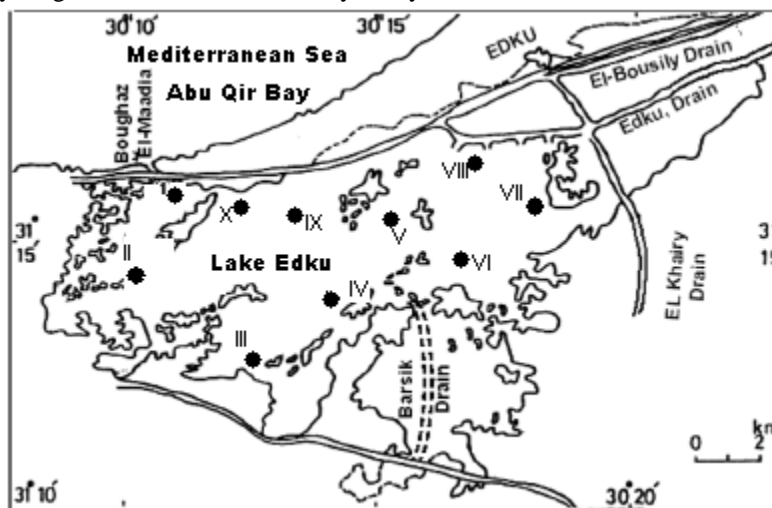 30° 10'
30° 15'
Mediterranean Sea
Abu Qir Bay
EDKU
El-Bousily Drain
Edku, Drain
Boughaz
El-Maadia
I
VIII
VII
X
IX
V
31°
15'
II
Lake Edku
VI
IV
EL Khairy
Drain
III
Barsik
Drain
0 2
31° 10'
30° 20'